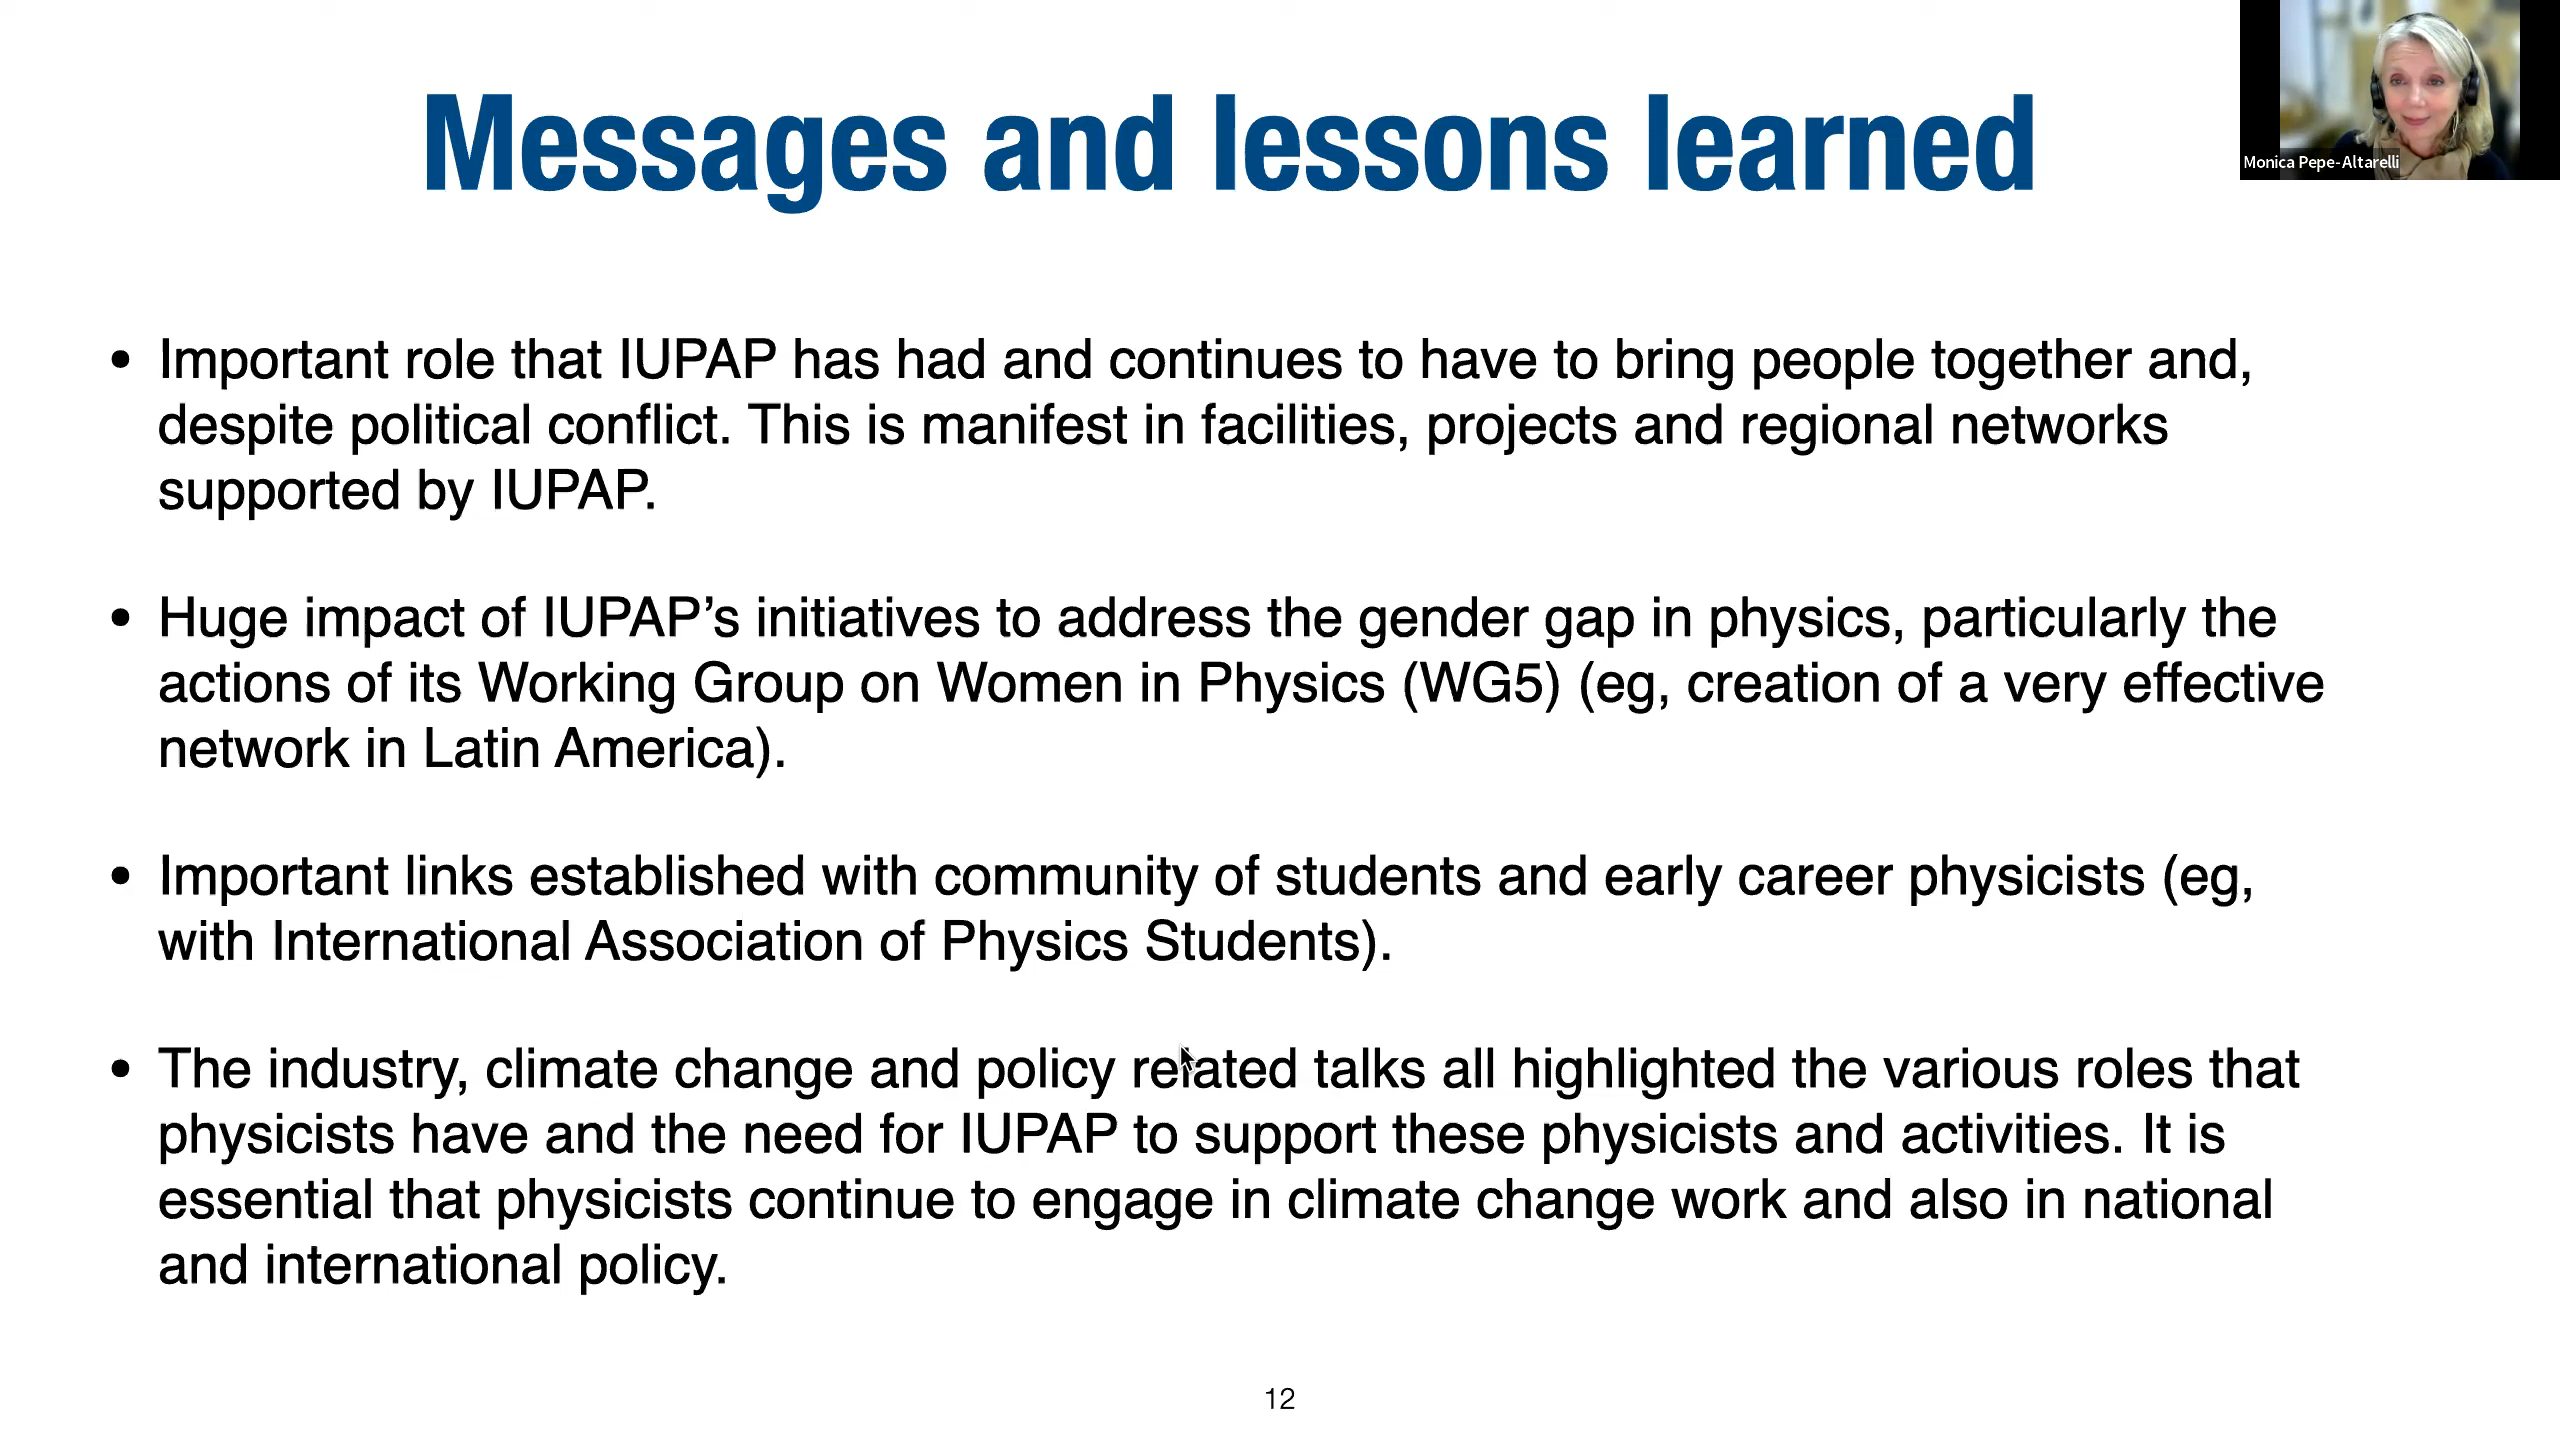 Messages and lessons learned
Monica Pepe-Altarelli
• Important role that IUPAP has had and continues to have to bring people together and,
despite political conflict. This is manifest in facilities, projects and regional networks
supported by IUPAP.
• Huge impact of IUPAP’s initiatives to address the gender gap in physics, particularly the
actions of its Working Group on Women in Physics (WG5) (eg, creation of a very effective
network in Latin America).
• Important links established with community of students and early career physicists (eg,
with International Association of Physics Students).
• The industry, climate change and policy related talks all highlighted the various roles that
physicists have and the need for IUPAP to support these physicists and activities. It is
essential that physicists continue to engage in climate change work and also in national
and international policy.
12